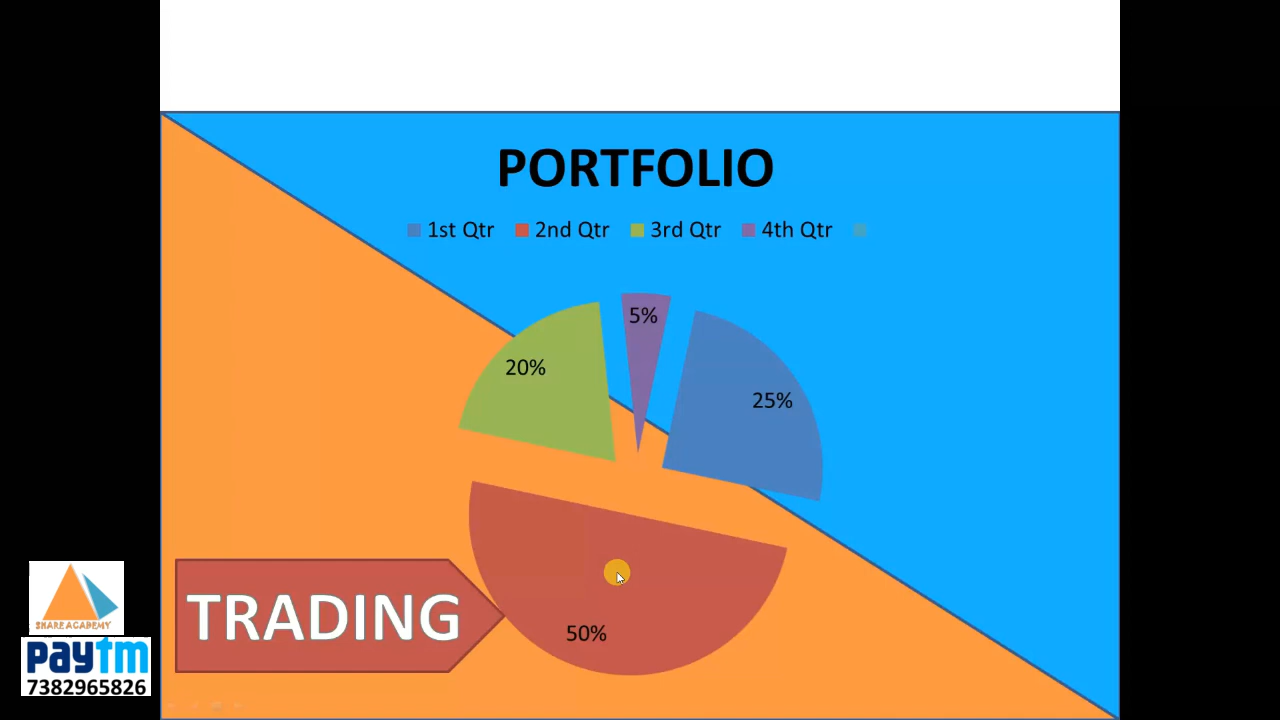 PORTFOLIO
1st Qtr 2nd Qtr 3rd Qtr 4th Qtr
5%
20%
25%
50%
TRADING
SHARE ACADEMY
paytm
7382965826